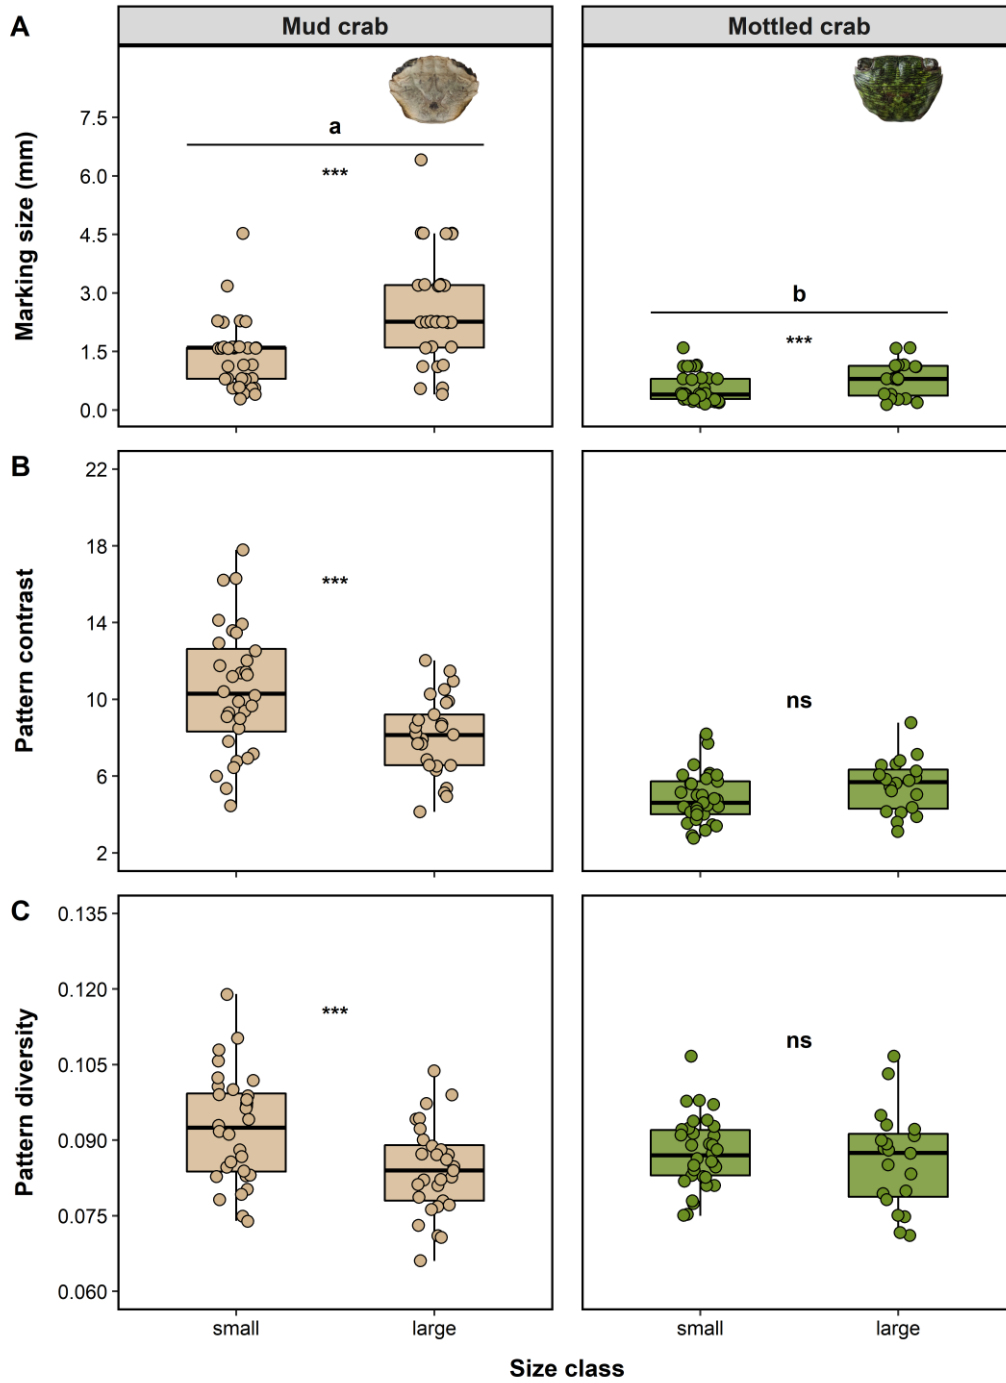 A
Mud crab
Mottled crab
Marking size (mm)
7.5
6.0
4.5
3.0
1.5
0.0
a
***
b
***
B
Pattern contrast
22
18
14
10
6
2
***
ns
C
Pattern diversity
0.135
0.120
0.105
0.090
0.075
0.060
***
ns
small
large
small
large
Size class